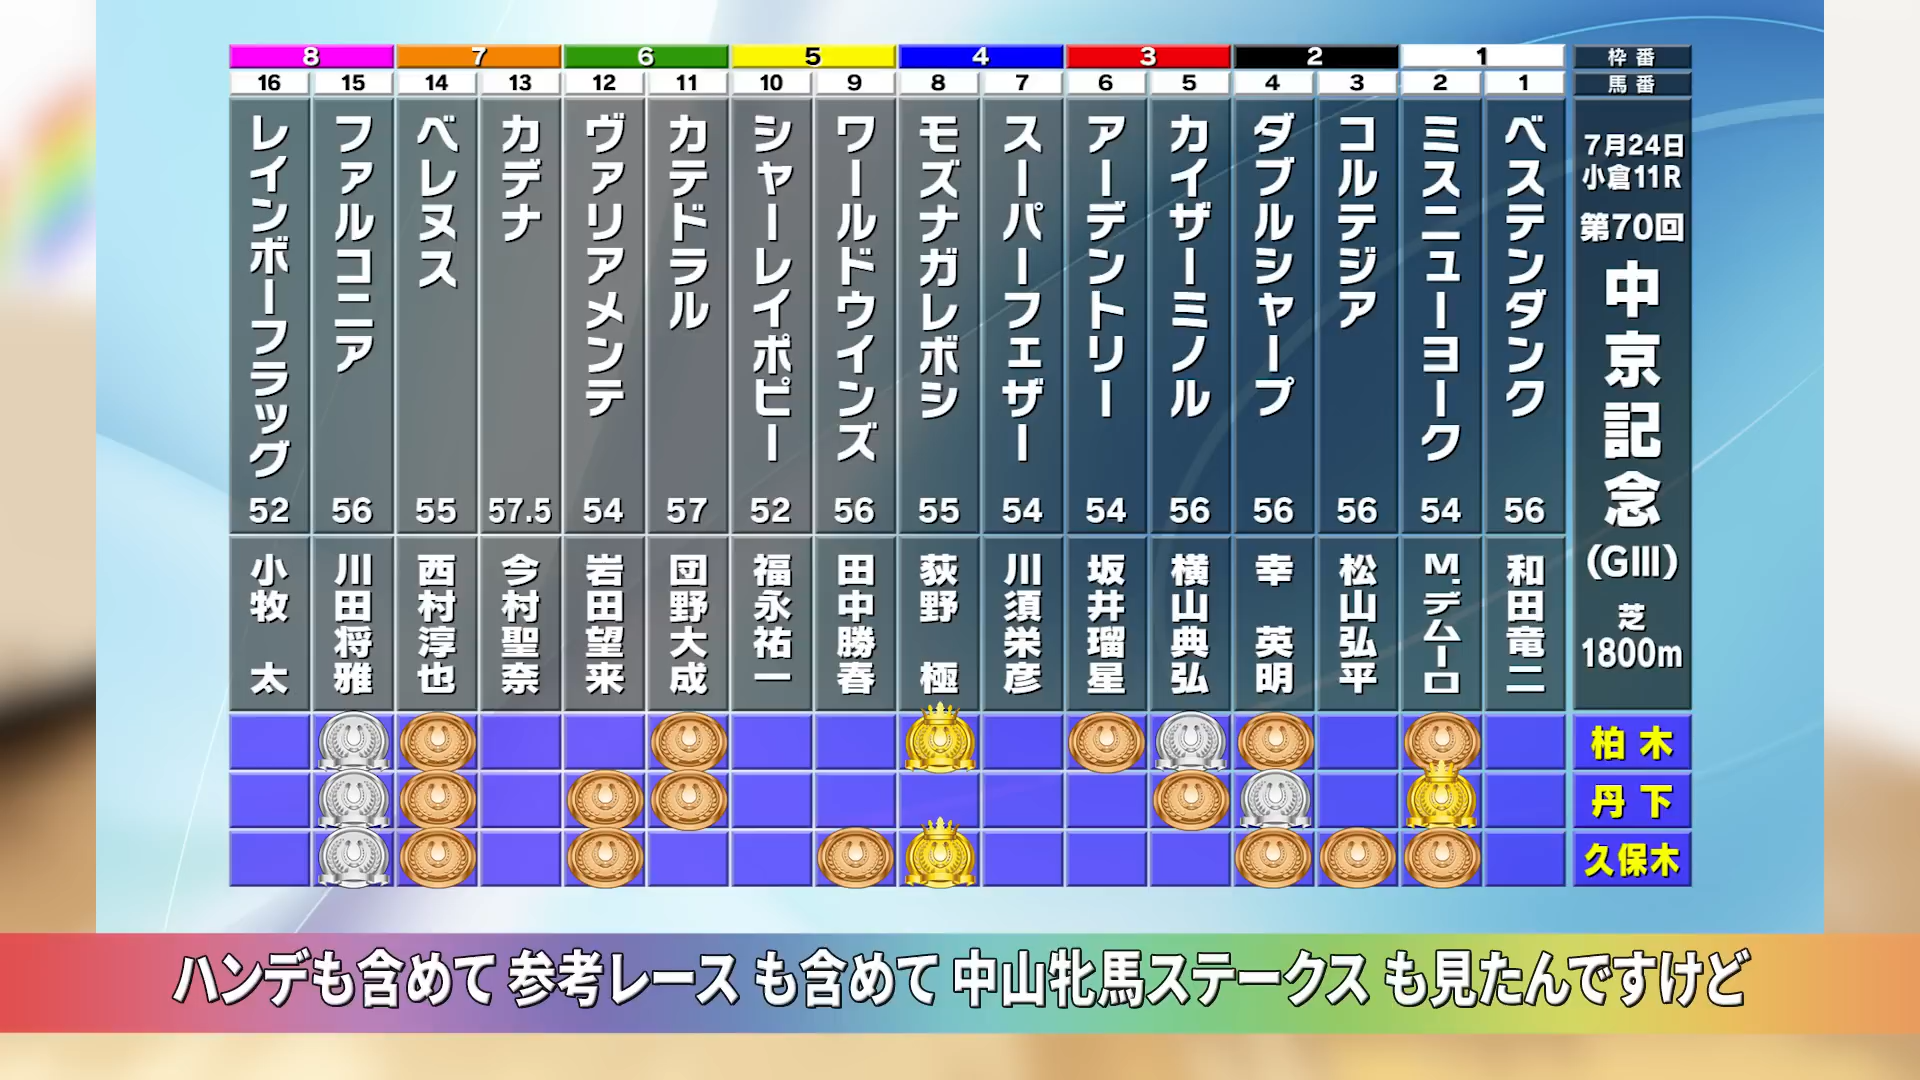 8 7 6 5 4 3 2 1 枠番
16 15 14 13 12 11 10 9 8 7 6 5 4 3 2 1 馬番
7月24日
小倉11R
第70回
中京記念
(GⅢ)
芝
1800m
ベステンダンク 56 和田竜二
ミスニューヨーク 54 M.デムーロ
コルテジア 56 松山弘平
ダブルシャープ 56 幸 英明
カイザーミノル 56 横山典弘
アーデントリー 54 坂井瑠星
スーパーフェザー 54 川須栄彦
モズナガレボシ 55 荻野 極
ワールドウインズ 56 田中勝春
シャーレイポピー 52 福永祐一
カテドラル 57 団野大成
ヴァリアメンテ 54 岩田望来
カデナ 57.5 今村聖奈
ベレヌス 55 西村淳也
ファルコニア 56 川田将雅
レインボーフラッグ 52 小牧 太
柏木
丹下
久保木
ハンデも含めて 参考レース も含めて 中山牝馬ステークス も見たんですけど